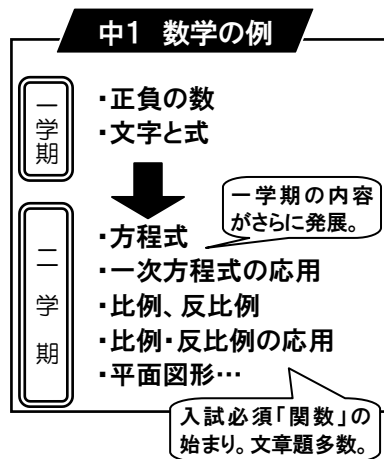 中1 数学の例
一学期
・正負の数
・文字と式
一学期の内容
がさらに発展。
二学期
・方程式
・一次方程式の応用
・比例、反比例
・比例・反比例の応用
・平面図形…
入試必須「関数」の
始まり。文章題多数。